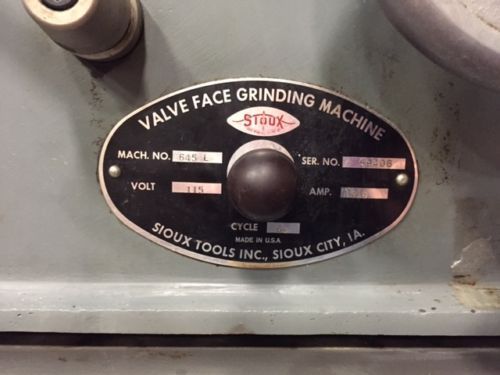 VALVE FACE GRINDING MACHINE
SIOUX
MACH. NO. 645 L
SER. NO.
VOLT 115
AMP.
CYCLE
MADE IN U.S.A.
SIOUX TOOLS INC., SIOUX CITY, IA.